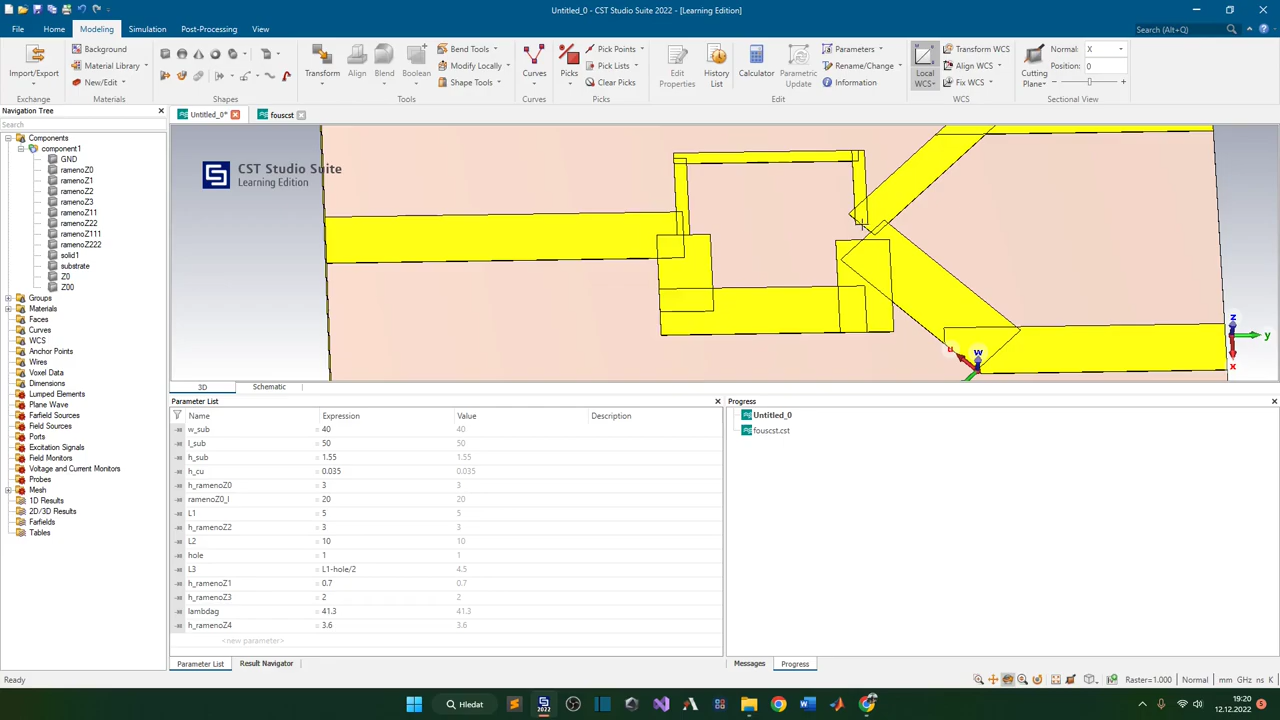 Untitled_0 - CST Studio Suite 2022 - [Learning Edition]
File Home Modeling Simulation Post-Processing View Search (Alt+Q)
Import/Export
Exchange
Background
Material Library
New/Edit
Materials
Shapes
Transform Align Blend Boolean
Bend Tools
Modify Locally
Shape Tools
Tools
Curves
Curves
Picks
Pick Points
Pick Lists
Clear Picks
Picks
Edit Properties
History List
Calculator
Parametric Update
Parameters
Rename/Change
Information
Edit
Local WCS
Transform WCS
Align WCS
Fix WCS
WCS
Cutting Plane
Normal: X
Position: 0
Sectional View
Navigation Tree
Search
Components
component1
GND
ramenoZ0
ramenoZ1
ramenoZ2
ramenoZ3
ramenoZ11
ramenoZ22
ramenoZ111
ramenoZ222
solid1
substrate
Z0
Z00
Groups
Materials
Faces
Curves
WCS
Anchor Points
Wires
Voxel Data
Dimensions
Lumped Elements
Plane Wave
Farfield Sources
Field Sources
Ports
Excitation Signals
Field Monitors
Voltage and Current Monitors
Probes
Mesh
1D Results
2D/3D Results
Farfields
Tables
Untitled_0* fouscst
CST Studio Suite
Learning Edition
u w z y x
3D Schematic
Parameter List
Name Expression Value Description
w_sub = 40 40
l_sub = 50 50
h_sub = 1.55 1.55
h_cu = 0.035 0.035
h_ramenoZ0 = 3 3
ramenoZ0_l = 20 20
L1 = 5 5
h_ramenoZ2 = 3 3
L2 = 10 10
hole = 1 1
L3 = L1-hole/2 4.5
h_ramenoZ1 = 0.7 0.7
h_ramenoZ3 = 2 2
lambdag = 41.3 41.3
h_ramenoZ4 = 3.6 3.6
<new parameter>
Parameter List Result Navigator
Progress
Untitled_0
fouscst.cst
Messages Progress
Ready
Raster=1.000 Normal mm GHz ns K
Hledat
19:20
12.12.2022